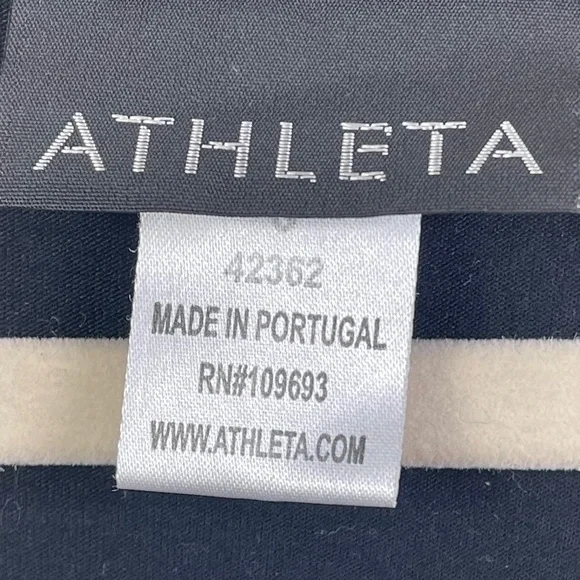 ATHLETA
42362
MADE IN PORTUGAL
RN#109693
WWW.ATHLETA.COM